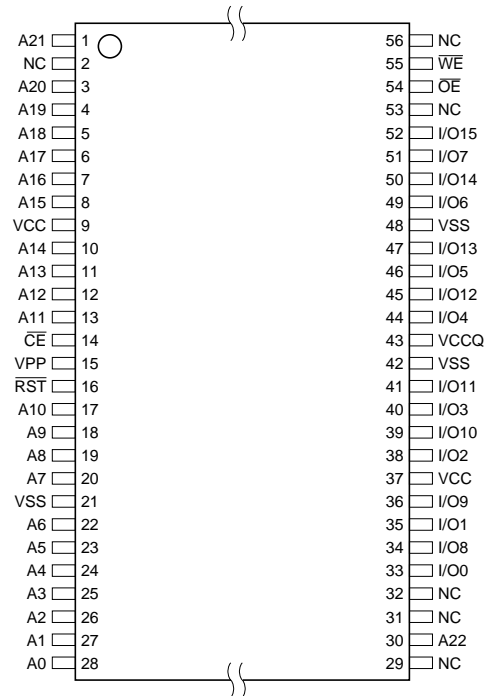 A21 1 56 NC
NC 2 55 W̅E̅
A20 3 54 O̅E̅
A19 4 53 NC
A18 5 52 I/O15
A17 6 51 I/O7
A16 7 50 I/O14
A15 8 49 I/O6
VCC 9 48 VSS
A14 10 47 I/O13
A13 11 46 I/O5
A12 12 45 I/O12
A11 13 44 I/O4
C̅E̅ 14 43 VCCQ
VPP 15 42 VSS
R̅S̅T̅ 16 41 I/O11
A10 17 40 I/O3
A9 18 39 I/O10
A8 19 38 I/O2
A7 20 37 VCC
VSS 21 36 I/O9
A6 22 35 I/O1
A5 23 34 I/O8
A4 24 33 I/O0
A3 25 32 NC
A2 26 31 NC
A1 27 30 A22
A0 28 29 NC